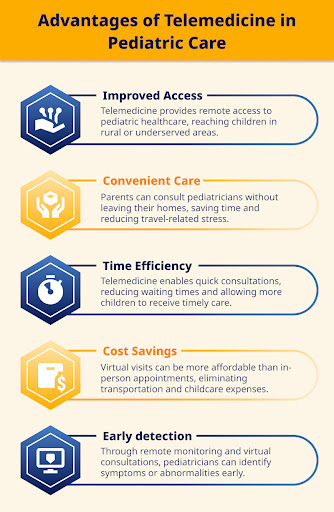 Advantages of Telemedicine in
Pediatric Care
Improved Access
Telemedicine provides remote access to
pediatric healthcare, reaching children in
rural or underserved areas.
Convenient Care
Parents can consult pediatricians without
leaving their homes, saving time and
reducing travel-related stress.
Time Efficiency
Telemedicine enables quick consultations,
reducing waiting times and allowing more
children to receive timely care.
Cost Savings
Virtual visits can be more affordable than in-
person appointments, eliminating
transportation and childcare expenses.
Early detection
Through remote monitoring and virtual
consultations, pediatricians can identify
symptoms or abnormalities early.